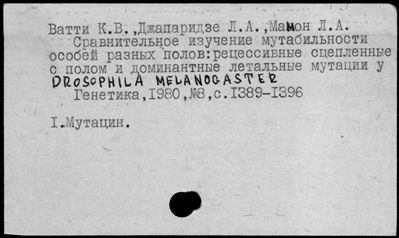 Ватти К.В.,Джапаридзе Л.А.,Мамон Л.А.
Сравнительное изучение мутабильности
особей разных полов:рецессивные сцепленные
с полом и доминантные летальные мутации у
DROSOPHILA MELANOGASTER
Генетика,1980,№8,с.1389-1396
I.Мутацин.